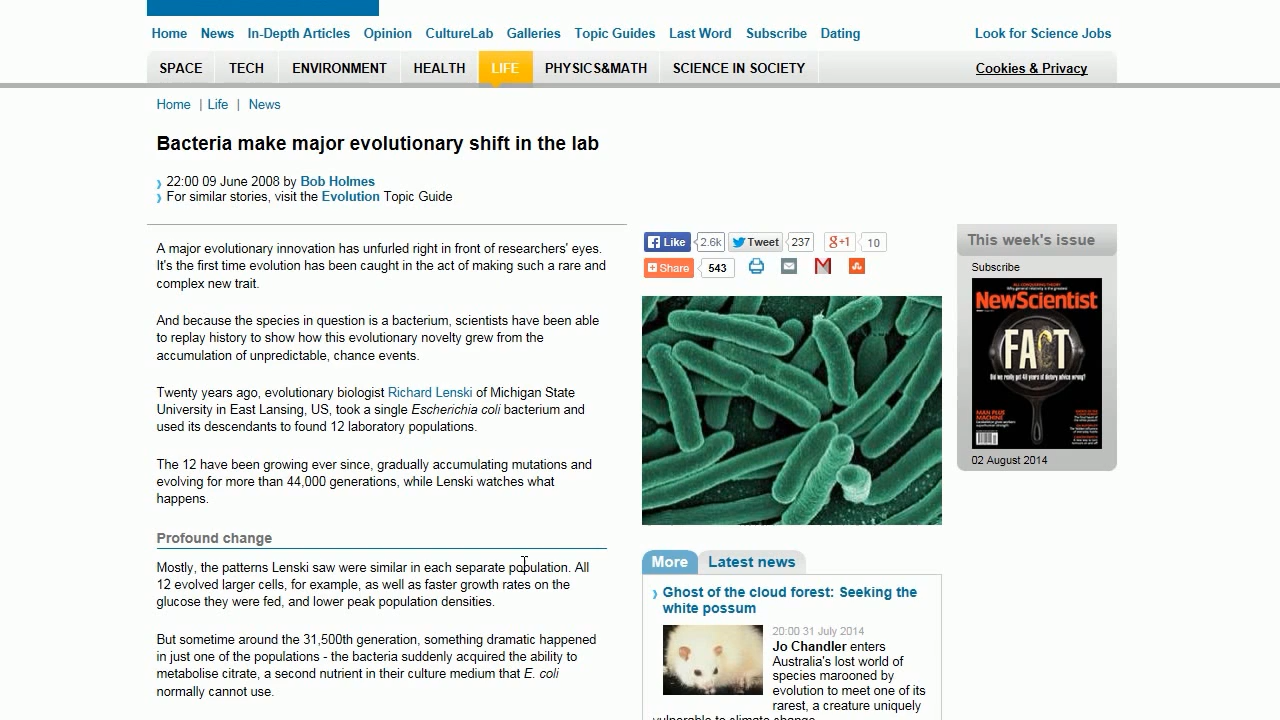 Home News In-Depth Articles Opinion CultureLab Galleries Topic Guides Last Word Subscribe Dating Look for Science Jobs
SPACE TECH ENVIRONMENT HEALTH LIFE PHYSICS&MATH SCIENCE IN SOCIETY Cookies & Privacy
Home | Life | News
Bacteria make major evolutionary shift in the lab
22:00 09 June 2008 by Bob Holmes
For similar stories, visit the Evolution Topic Guide
A major evolutionary innovation has unfurled right in front of researchers' eyes.
It's the first time evolution has been caught in the act of making such a rare and
complex new trait.
And because the species in question is a bacterium, scientists have been able
to replay history to show how this evolutionary novelty grew from the
accumulation of unpredictable, chance events.
Twenty years ago, evolutionary biologist Richard Lenski of Michigan State
University in East Lansing, US, took a single Escherichia coli bacterium and
used its descendants to found 12 laboratory populations.
The 12 have been growing ever since, gradually accumulating mutations and
evolving for more than 44,000 generations, while Lenski watches what
happens.
Profound change
Mostly, the patterns Lenski saw were similar in each separate population. All
12 evolved larger cells, for example, as well as faster growth rates on the
glucose they were fed, and lower peak population densities.
But sometime around the 31,500th generation, something dramatic happened
in just one of the populations - the bacteria suddenly acquired the ability to
metabolise citrate, a second nutrient in their culture medium that E. coli
normally cannot use.
Like 2.6k Tweet 237 g+1 10
Share 543
More Latest news
Ghost of the cloud forest: Seeking the
white possum
20:00 31 July 2014
Jo Chandler enters
Australia's lost world of
species marooned by
evolution to meet one of its
rarest, a creature uniquely
vulnerable to climate change
This week's issue
Subscribe
NewScientist
FACT
Did we really get 40 years of dietary advice wrong?
MAN PLUS
MACHINE
02 August 2014